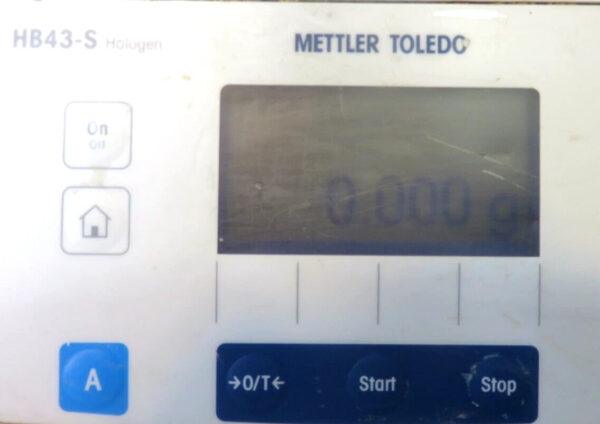 HB43-S Halogen
METTLER TOLEDO
On
Off
0.000 g
A
→0/T←
Start
Stop